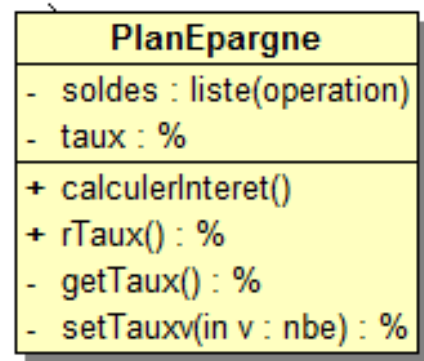 PlanEpargne
- soldes : liste(operation)
- taux : %
+ calculerInteret()
+ rTaux() : %
- getTaux() : %
- setTauxv(in v : nbe) : %